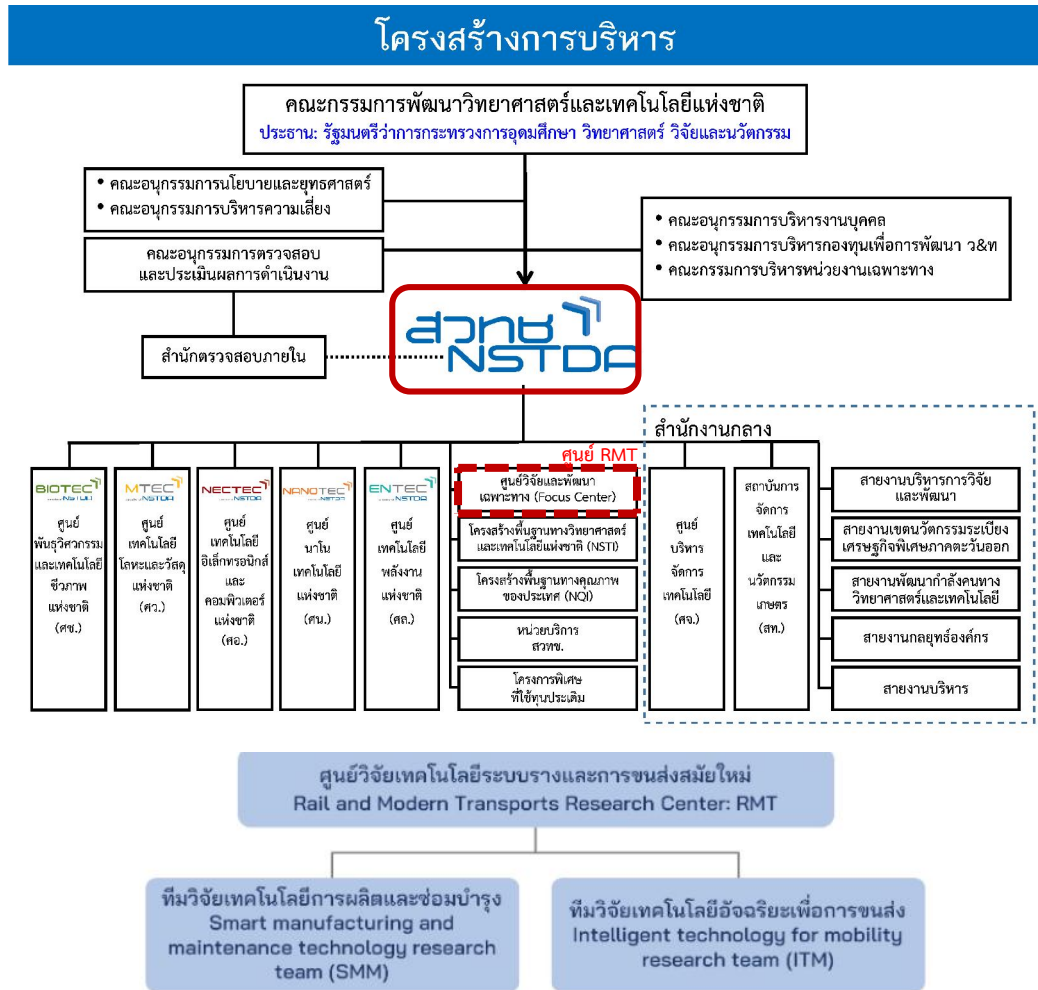 โครงสร้างการบริหาร
คณะกรรมการพัฒนาวิทยาศาสตร์และเทคโนโลยีแห่งชาติ
ประธาน: รัฐมนตรีว่าการกระทรวงการอุดมศึกษา วิทยาศาสตร์ วิจัยและนวัตกรรม
• คณะอนุกรรมการนโยบายและยุทธศาสตร์
• คณะอนุกรรมการบริหารความเสี่ยง
คณะอนุกรรมการตรวจสอบ
และประเมินผลการดำเนินงาน
• คณะอนุกรรมการบริหารงานบุคคล
• คณะอนุกรรมการบริหารกองทุนเพื่อการพัฒนา ว&ท
• คณะกรรมการบริหารหน่วยงานเฉพาะทาง
สำนักตรวจสอบภายใน
สวทช
NSTDA
สำนักงานกลาง
ศูนย์ RMT
BIOTEC
ศูนย์
พันธุวิศวกรรม
และเทคโนโลยี
ชีวภาพ
แห่งชาติ
(ศช.)
MTEC
NSTDA
ศูนย์
เทคโนโลยี
โลหะและวัสดุ
แห่งชาติ
(ศว.)
NECTEC
NSTDA
ศูนย์
เทคโนโลยี
อิเล็กทรอนิกส์
และ
คอมพิวเตอร์
แห่งชาติ
(ศอ.)
NANOTEC
NSTDA
ศูนย์
นาโน
เทคโนโลยี
แห่งชาติ
(ศน.)
ENTEC
NSTDA
ศูนย์
เทคโนโลยี
พลังงาน
แห่งชาติ
(ศล.)
ศูนย์วิจัยและพัฒนา
เฉพาะทาง (Focus Center)
โครงสร้างพื้นฐานทางวิทยาศาสตร์
และเทคโนโลยีแห่งชาติ (NSTI)
โครงสร้างพื้นฐานทางคุณภาพ
ของประเทศ (NQI)
หน่วยบริการ
สวทช.
โครงการพิเศษ
ที่ใช้ทุนประเดิม
ศูนย์
บริหาร
จัดการ
เทคโนโลยี
(ศจ.)
สถาบันการ
จัดการ
เทคโนโลยี
และ
นวัตกรรม
เกษตร
(สท.)
สายงานบริหารการวิจัย
และพัฒนา
สายงานเขตนวัตกรรมระเบียง
เศรษฐกิจพิเศษภาคตะวันออก
สายงานพัฒนากำลังคนทาง
วิทยาศาสตร์และเทคโนโลยี
สายงานกลยุทธ์องค์กร
สายงานบริหาร
ศูนย์วิจัยเทคโนโลยีระบบรางและการขนส่งสมัยใหม่
Rail and Modern Transports Research Center: RMT
ทีมวิจัยเทคโนโลยีการผลิตและซ่อมบำรุง
Smart manufacturing and
maintenance technology research
team (SMM)
ทีมวิจัยเทคโนโลยีอัจฉริยะเพื่อการขนส่ง
Intelligent technology for mobility
research team (ITM)